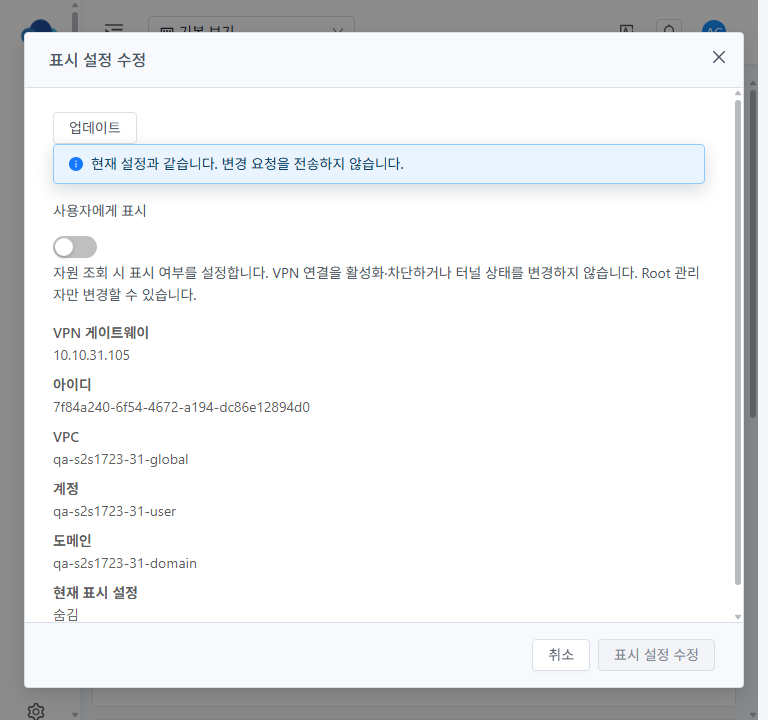 기본 보기
AC
표시 설정 수정
업데이트
현재 설정과 같습니다. 변경 요청을 전송하지 않습니다.
사용자에게 표시
자원 조회 시 표시 여부를 설정합니다. VPN 연결을 활성화·차단하거나 터널 상태를 변경하지 않습니다. Root 관리
자만 변경할 수 있습니다.
VPN 게이트웨이
10.10.31.105
아이디
7f84a240-6f54-4672-a194-dc86e12894d0
VPC
qa-s2s1723-31-global
계정
qa-s2s1723-31-user
도메인
qa-s2s1723-31-domain
현재 표시 설정
숨김
취소
표시 설정 수정